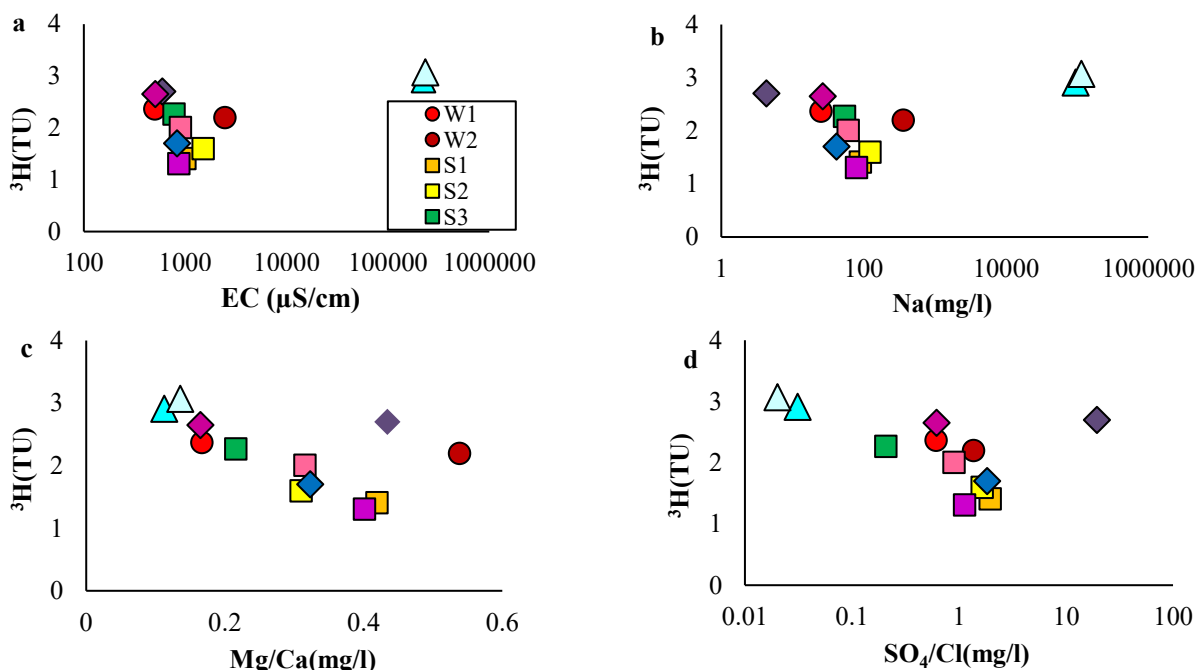 a
4
3
2
1
0
³H(TU)
100 1000 10000 100000 1000000
EC (µS/cm)
W1
W2
S1
S2
S3
b
4
3
2
1
0
³H(TU)
1 100 10000 1000000
Na(mg/l)
c
4
3
2
1
0
³H(TU)
0 0.2 0.4 0.6
Mg/Ca(mg/l)
d
4
3
2
1
0
³H(TU)
0.01 0.1 1 10 100
SO₄/Cl(mg/l)